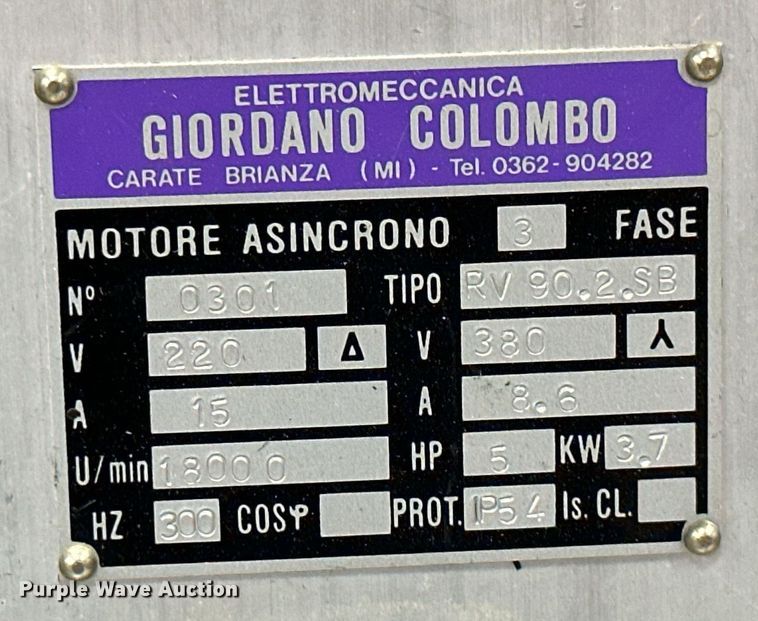 ELETTROMECCANICA
GIORDANO COLOMBO
CARATE BRIANZA (MI) - Tel. 0362-904282
MOTORE ASINCRONO 3 FASE
N° 0301 TIPO RV 90.2.SB
V 220 Δ V 380 ⅄
A 15 A 8.6
U/min 18000 HP 5 KW 3.7
HZ 300 COSφ PROT. IP54 Is. CL.
Purple Wave Auction